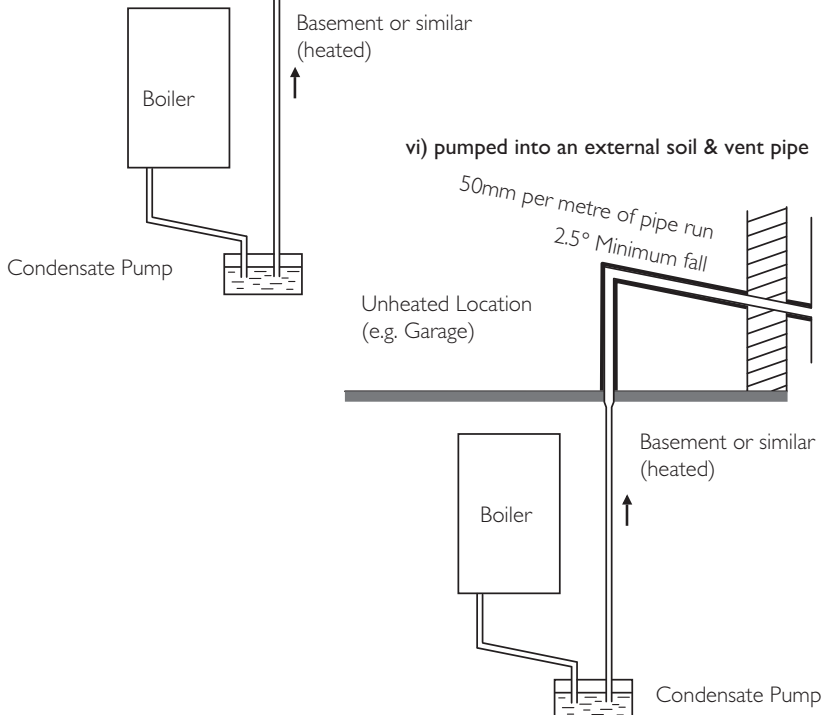 Basement or similar
(heated)
Boiler
Condensate Pump
vi) pumped into an external soil & vent pipe
50mm per metre of pipe run
2.5° Minimum fall
Unheated Location
(e.g. Garage)
Basement or similar
(heated)
Boiler
Condensate Pump